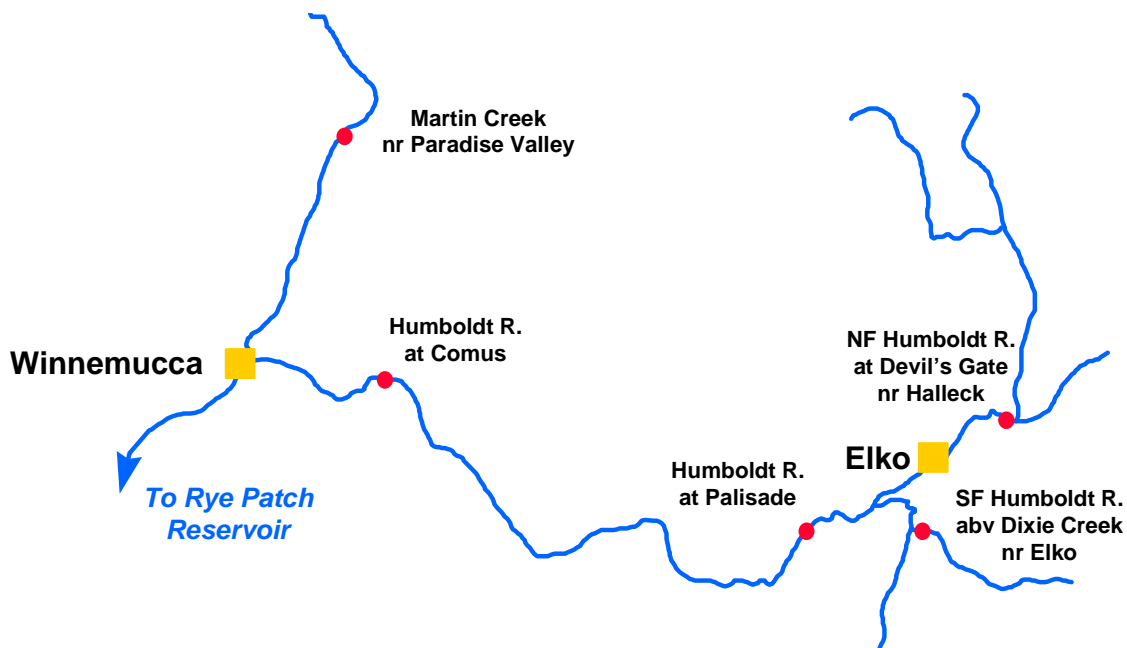 Martin Creek
nr Paradise Valley
Humboldt R.
at Comus
Winnemucca
NF Humboldt R.
at Devil’s Gate
nr Halleck
Elko
Humboldt R.
at Palisade
SF Humboldt R.
abv Dixie Creek
nr Elko
To Rye Patch
Reservoir